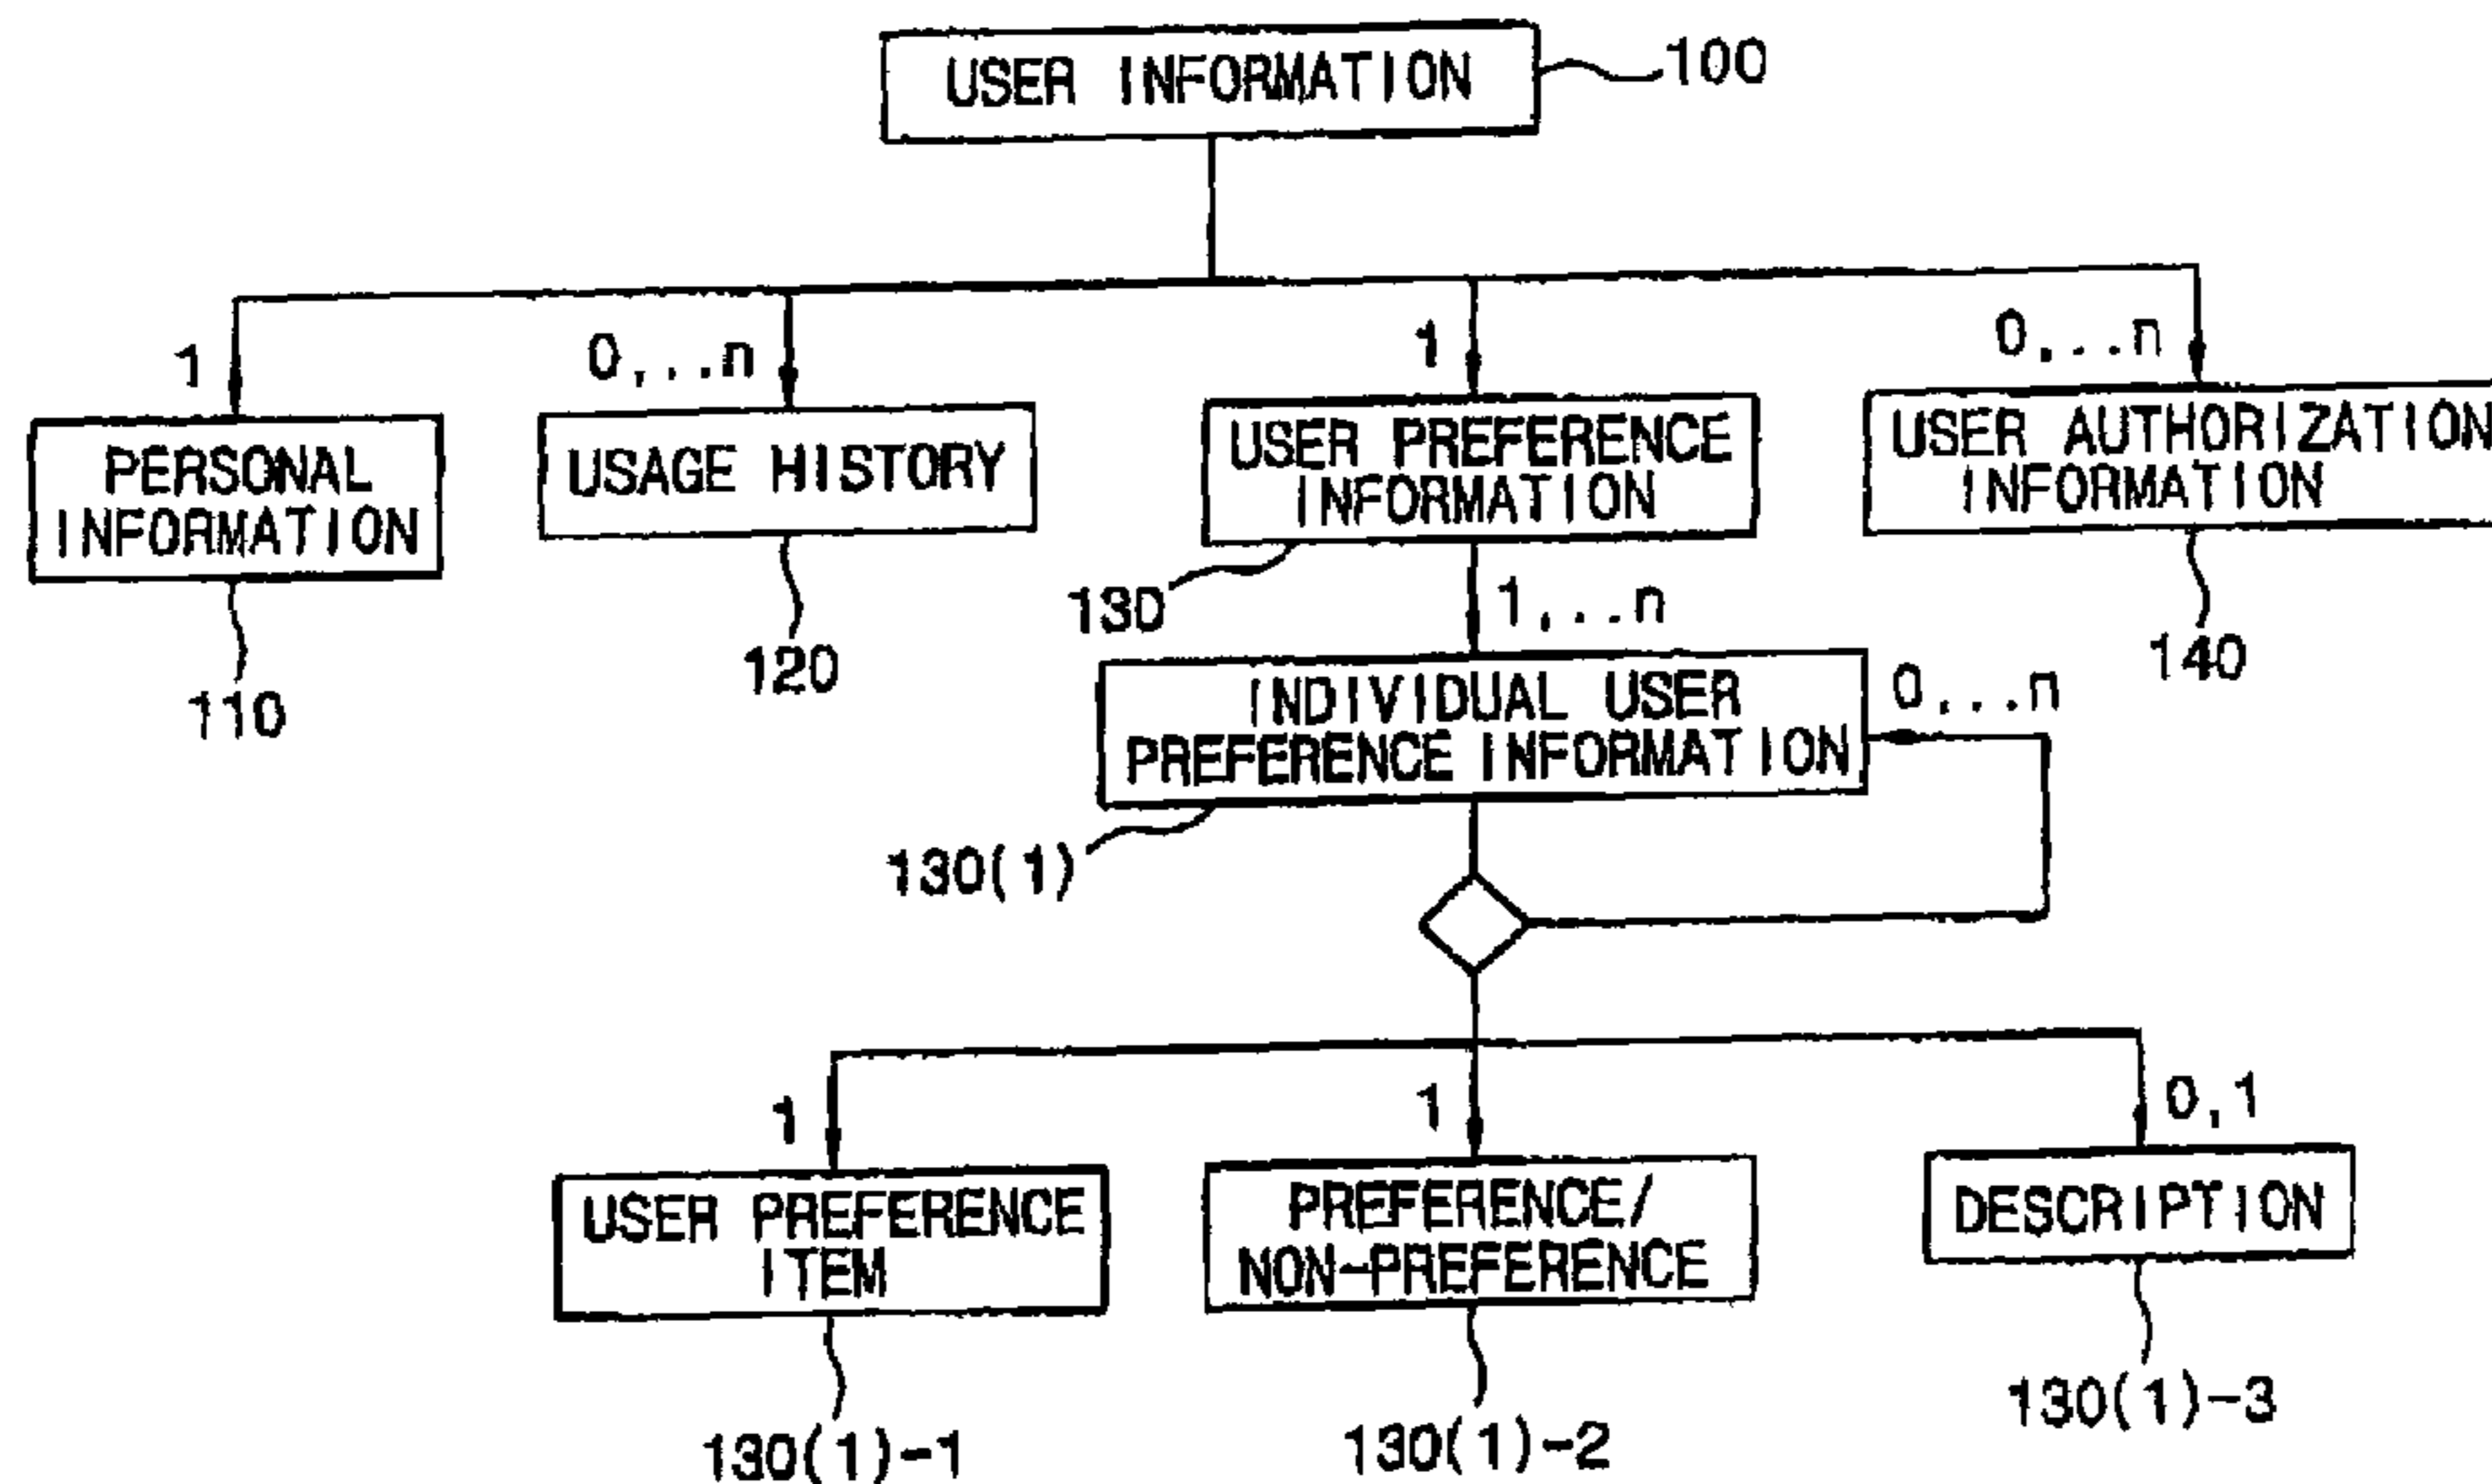 USER INFORMATION
100
1
0,..n
1
0,..n
PERSONAL
INFORMATION
USAGE HISTORY
USER PREFERENCE
INFORMATION
USER AUTHORIZATION
INFORMATION
110
120
130
140
1,..n
INDIVIDUAL USER
PREFERENCE INFORMATION
0,..n
130(1)
1
1
0,1
USER PREFERENCE
ITEM
PREFERENCE/
NON-PREFERENCE
DESCRIPTION
130(1)-1
130(1)-2
130(1)-3